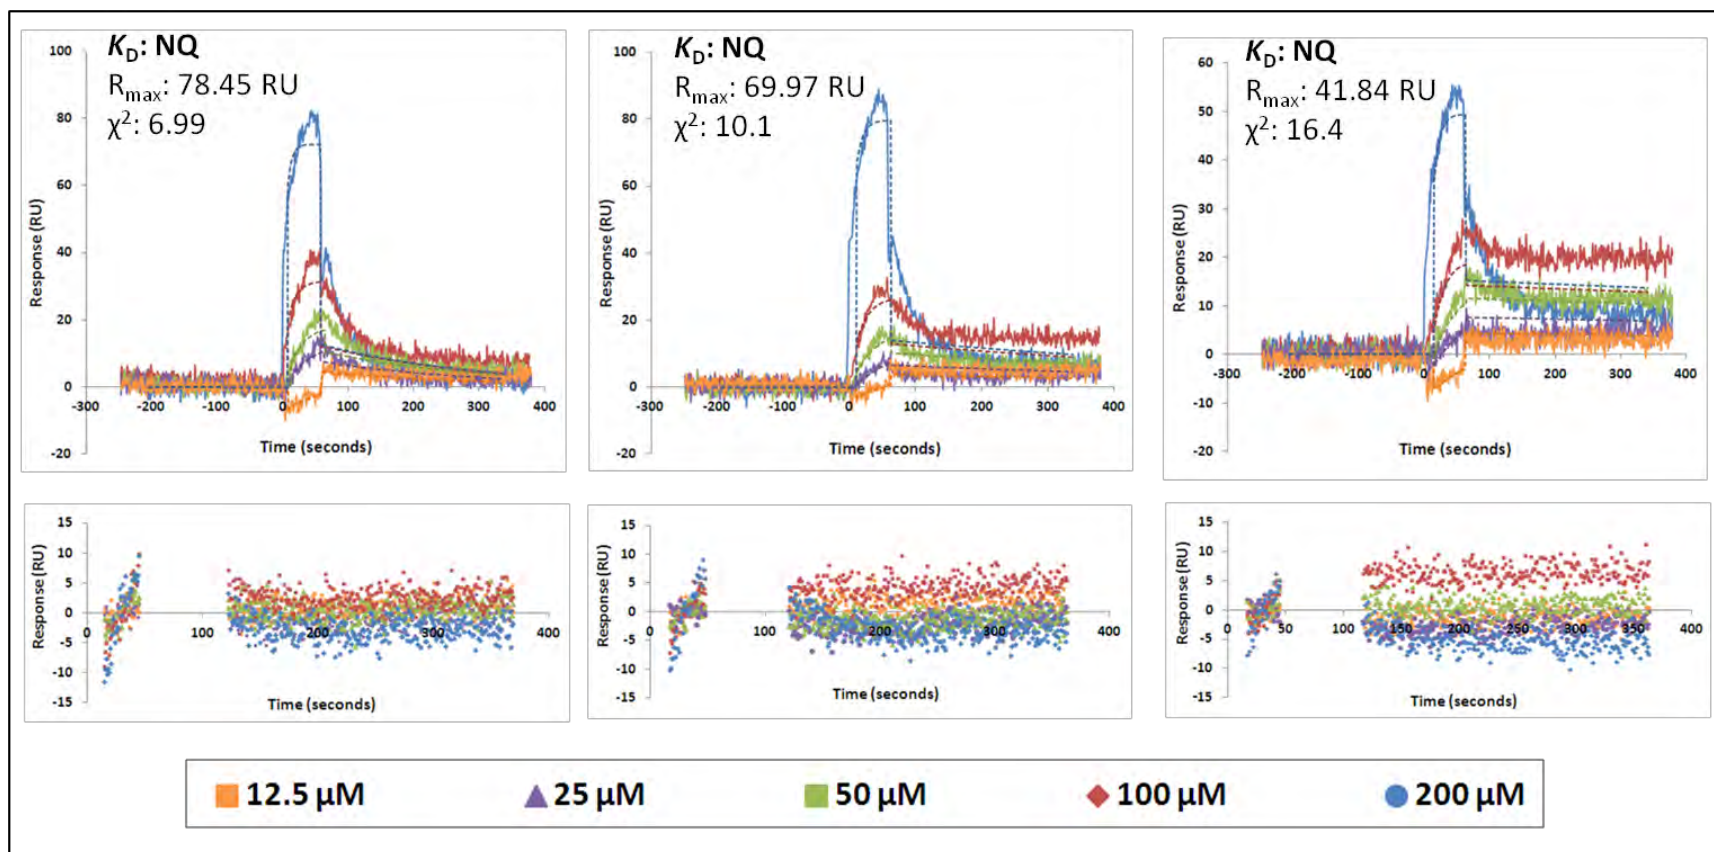 K_D: NQ
R_max: 78.45 RU
χ²: 6.99
100
80
60
40
20
0
-20
Response (RU)
-300 -200 -100 0 100 200 300 400
Time (seconds)
K_D: NQ
R_max: 69.97 RU
χ²: 10.1
100
80
60
40
20
0
-20
Response (RU)
-300 -200 -100 0 100 200 300 400
Time (seconds)
K_D: NQ
R_max: 41.84 RU
χ²: 16.4
60
50
40
30
20
10
0
-10
-20
Response (RU)
-300 -200 -100 0 100 200 300 400
Time (seconds)
15
10
5
0
-5
-10
-15
Response (RU)
0 100 200 300 400
Time (seconds)
15
10
5
0
-5
-10
-15
Response (RU)
0 100 200 300 400
Time (seconds)
15
10
5
0
-5
-10
-15
Response (RU)
0 50 100 150 200 250 300 350 400
Time (seconds)
12.5 µM 25 µM 50 µM 100 µM 200 µM